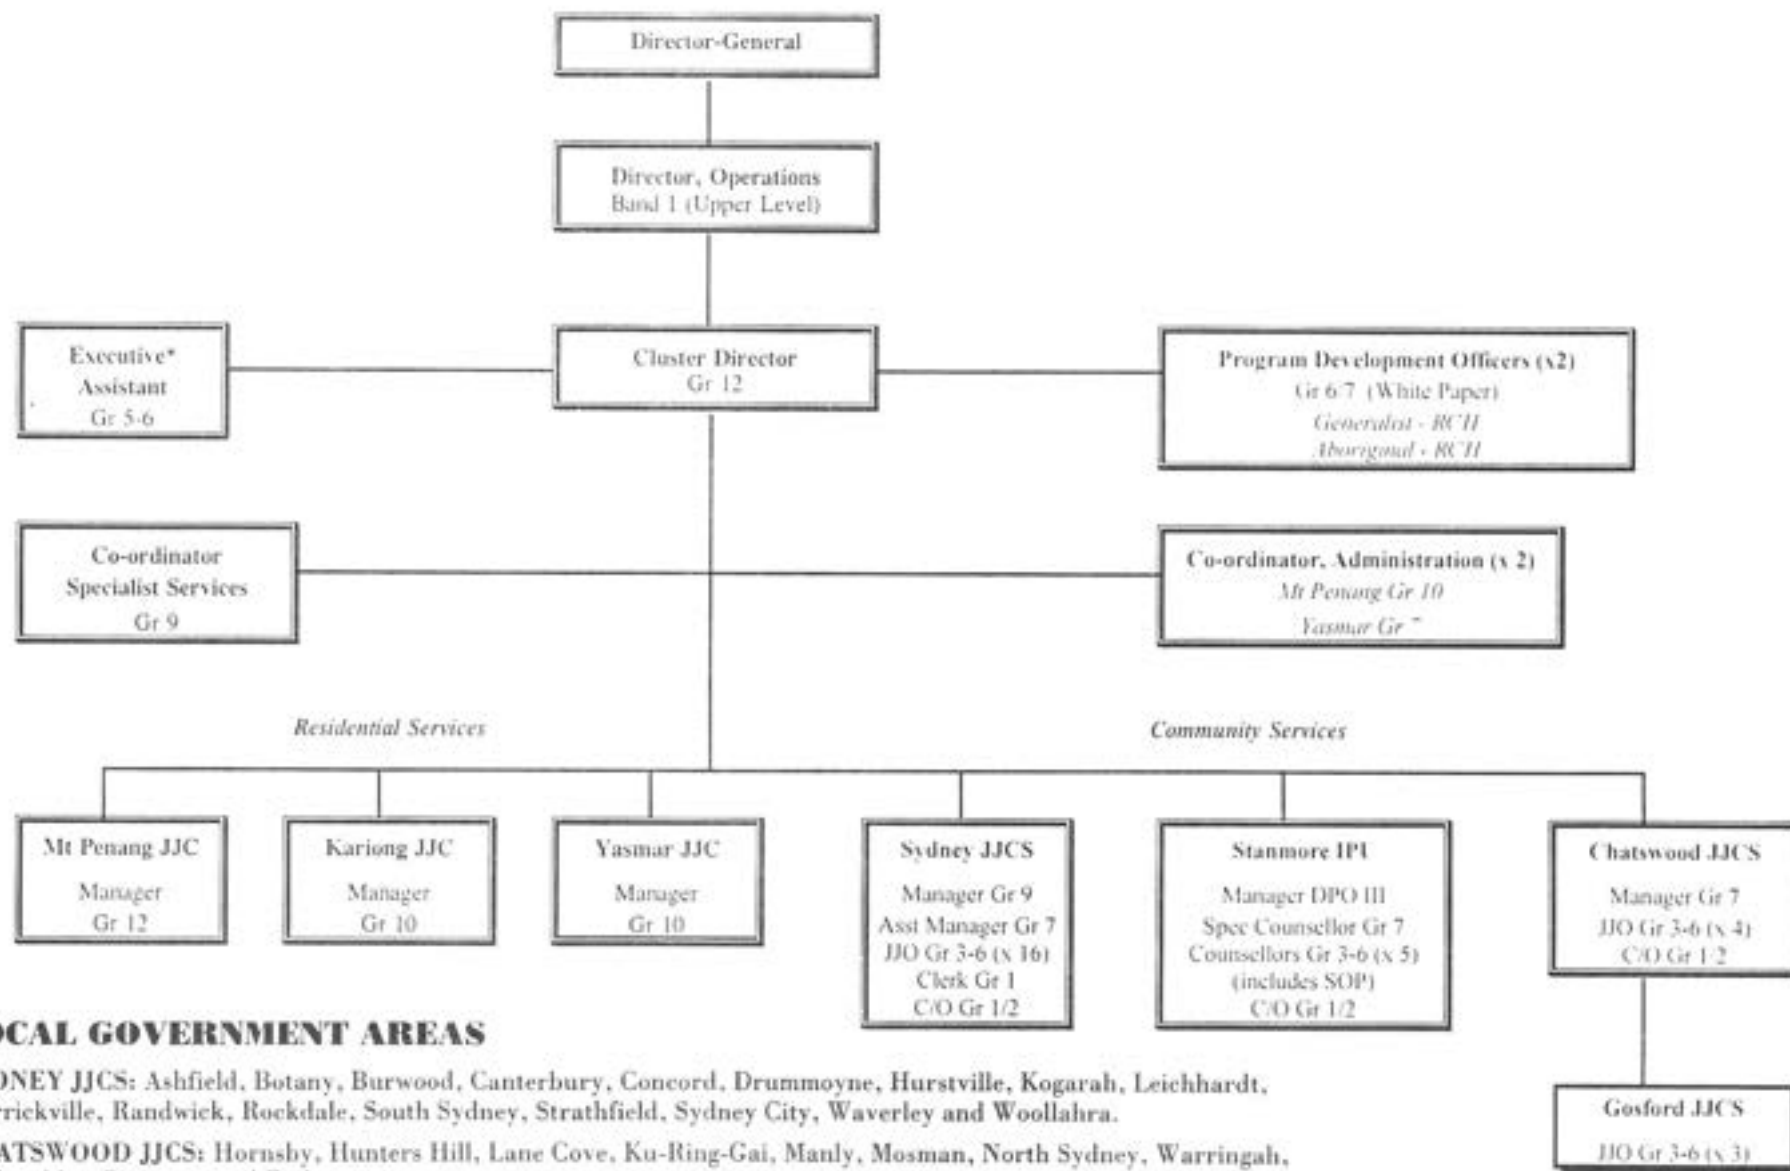 Director-General
Director, Operations
Band 1 (Upper Level)
Executive*
Assistant
Gr 5-6
Cluster Director
Gr 12
Program Development Officers (x2)
Gr 6/7 (White Paper)
Generalist - RCH
Aboriginal - RCH
Co-ordinator
Specialist Services
Gr 9
Co-ordinator, Administration (x 2)
Mt Penang Gr 10
Yasmar Gr 7
Residential Services
Community Services
Mt Penang JJC
Manager
Gr 12
Kariong JJC
Manager
Gr 10
Yasmar JJC
Manager
Gr 10
Sydney JJCS
Manager Gr 9
Asst Manager Gr 7
JJO Gr 3-6 (x 16)
Clerk Gr 1
C/O Gr 1/2
Stanmore IPU
Manager DPO III
Spec Counsellor Gr 7
Counsellors Gr 3-6 (x 5)
(includes SOP)
C/O Gr 1/2
Chatswood JJCS
Manager Gr 7
JJO Gr 3-6 (x 4)
C/O Gr 1/2
Gosford JJCS
JJO Gr 3-6 (x 3)
OCAL GOVERNMENT AREAS
DNEY JJCS: Ashfield, Botany, Burwood, Canterbury, Concord, Drummoyne, Hurstville, Kogarah, Leichhardt,
rrickville, Randwick, Rockdale, South Sydney, Strathfield, Sydney City, Waverley and Woollahra.
ATSWOOD JJCS: Hornsby, Hunters Hill, Lane Cove, Ku-Ring-Gai, Manly, Mosman, North Sydney, Warringah,